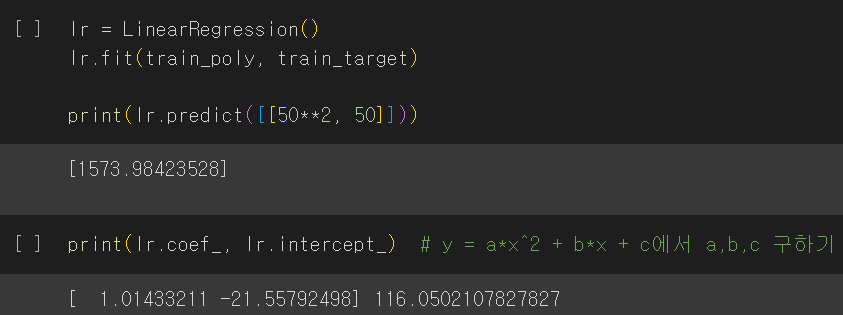 [ ] lr = LinearRegression()
lr.fit(train_poly, train_target)
print(lr.predict([[50**2, 50]]))
[1573.98423528]
[ ] print(lr.coef_, lr.intercept_)  # y = a*x^2 + b*x + c에서 a,b,c 구하기
[  1.01433211 -21.55792498] 116.0502107827827